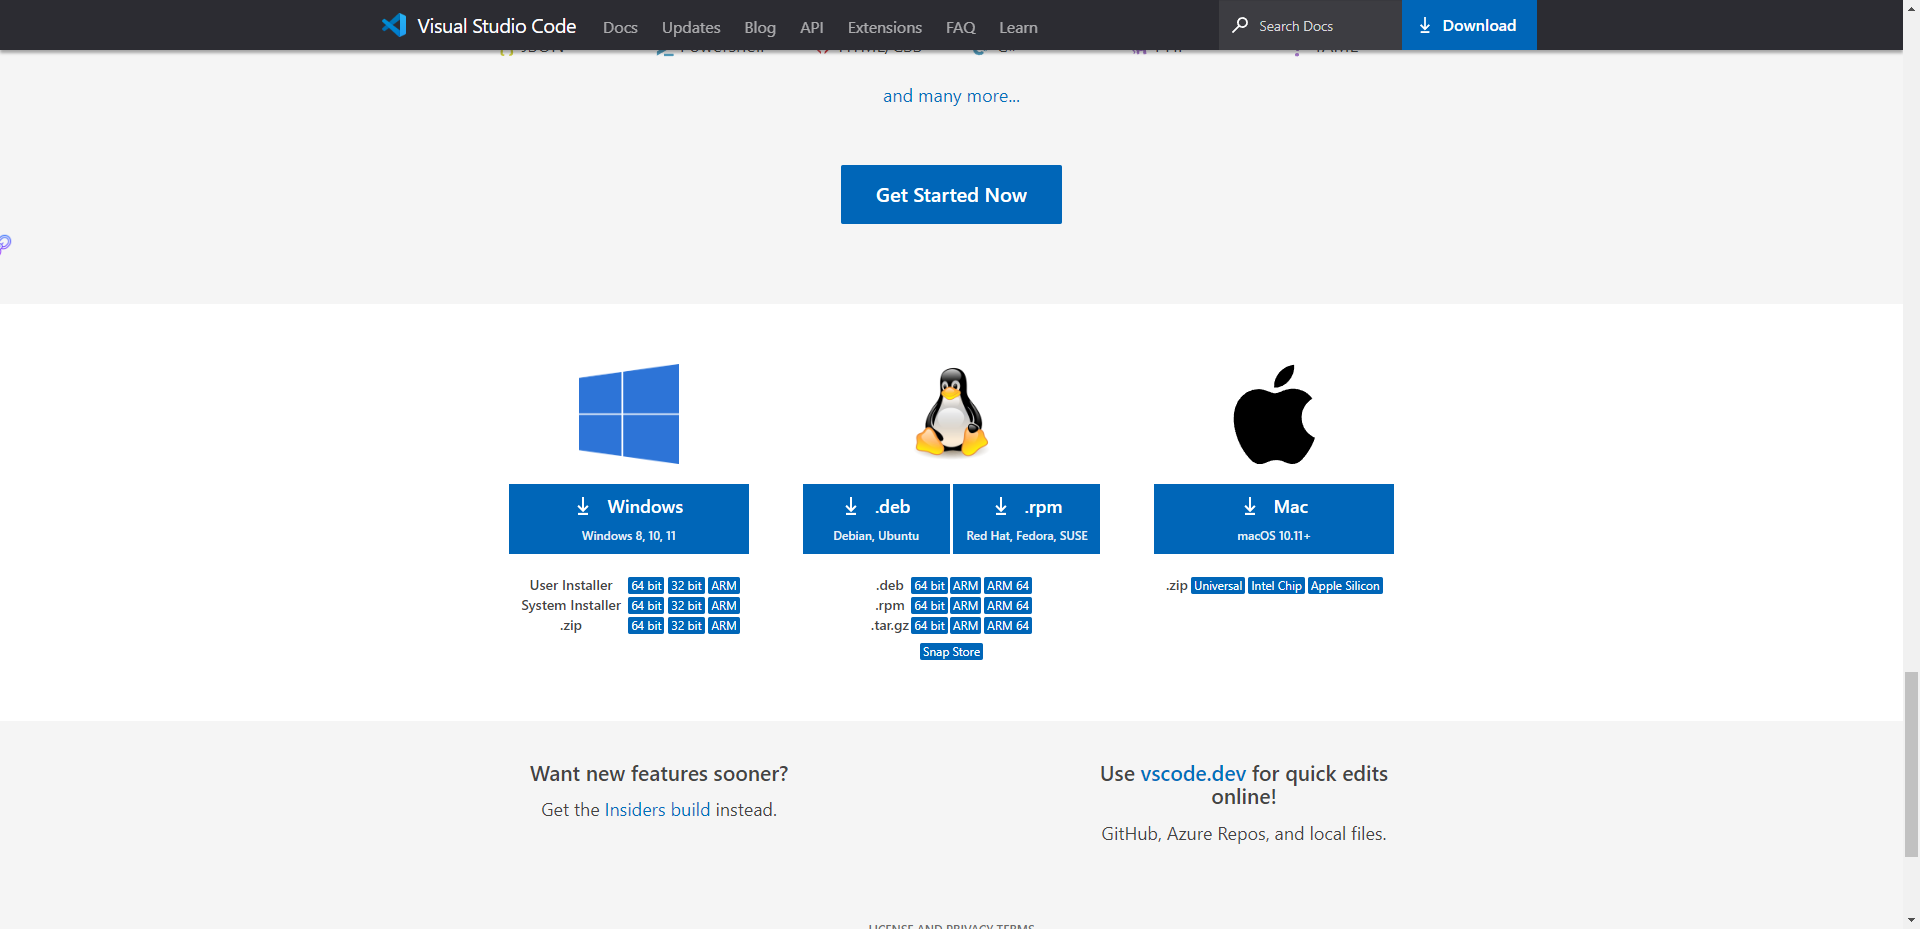 Visual Studio Code Docs Updates Blog API Extensions FAQ Learn Search Docs Download
and many more...
Get Started Now
Windows
Windows 8, 10, 11
.deb
Debian, Ubuntu
.rpm
Red Hat, Fedora, SUSE
Mac
macOS 10.11+
User Installer 64 bit 32 bit ARM
System Installer 64 bit 32 bit ARM
.zip 64 bit 32 bit ARM
.deb 64 bit ARM ARM 64
.rpm 64 bit ARM ARM 64
.tar.gz 64 bit ARM ARM 64
Snap Store
.zip Universal Intel Chip Apple Silicon
Want new features sooner?
Get the Insiders build instead.
Use vscode.dev for quick edits
online!
GitHub, Azure Repos, and local files.
LICENSE AND PRIVACY TERMS